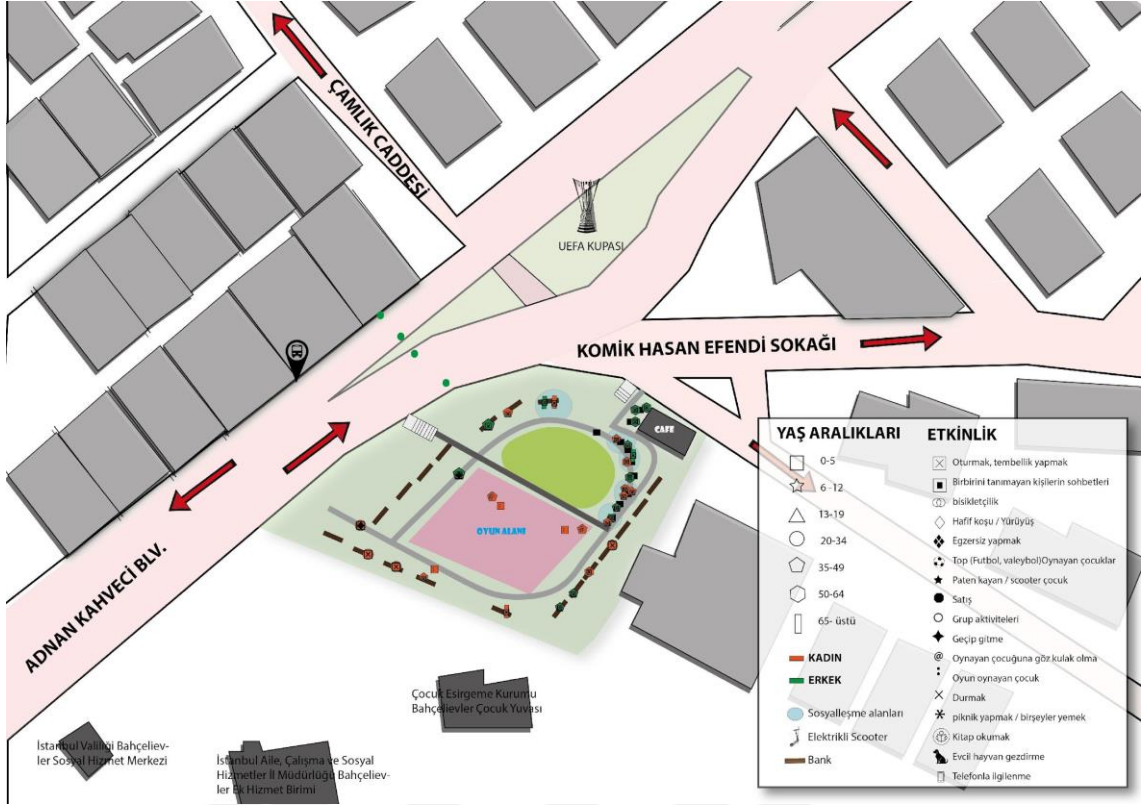 ÇAMLIK CADDESİ
UEFA KUPASI
KOMİK HASAN EFENDİ SOKAĞI
CAFE
OYUN ALANI
ADNAN KAHVECİ BLV.
Çocuk Esirgeme Kurumu
Bahçelievler Çocuk Yuvası
İstanbul Valiliği Bahçeliev-
ler Sosyal Hizmet Merkezi
İstanbul Aile, Çalışma ve Sosyal
Hizmetler İl Müdürlüğü Bahçeliev-
ler Ek Hizmet Birimi
YAŞ ARALIKLARI
0-5
6 -12
13-19
20-34
35-49
50-64
65- üstü
KADIN
ERKEK
Sosyalleşme alanları
Elektrikli Scooter
Bank
ETKİNLİK
Oturmak, tembellik yapmak
Birbirini tanımayan kişilerin sohbetleri
bisikletçilik
Hafif koşu / Yürüyüş
Egzersiz yapmak
Top (Futbol, valeybol)Oynayan çocuklar
Paten kayan / scooter çocuk
Satış
Grup aktiviteleri
Geçip gitme
@ Oynayan çocuğuna göz kulak olma
Oyun oynayan çocuk
Durmak
piknik yapmak / birşeyler yemek
Kitap okumak
Evcil hayvan gezdirme
Telefonla ilgilenme